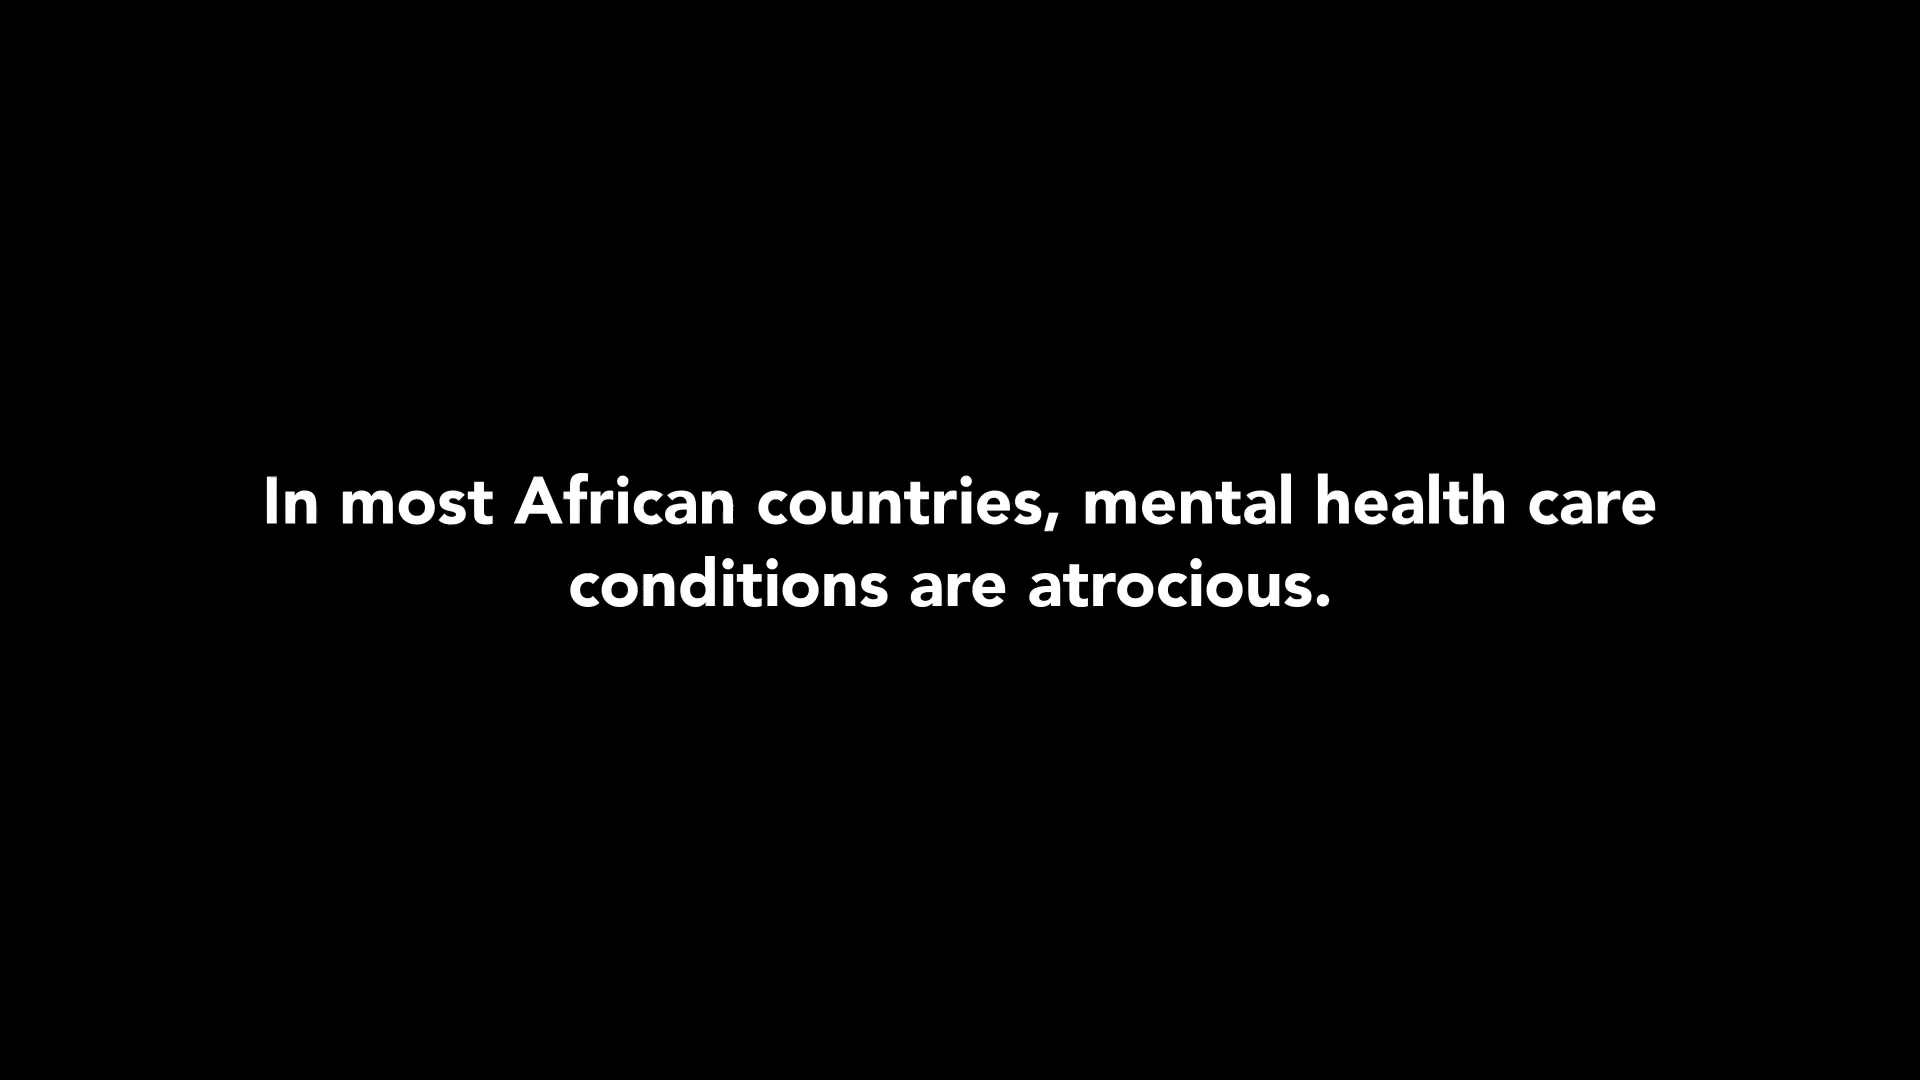 In most African countries, mental health care
conditions are atrocious.